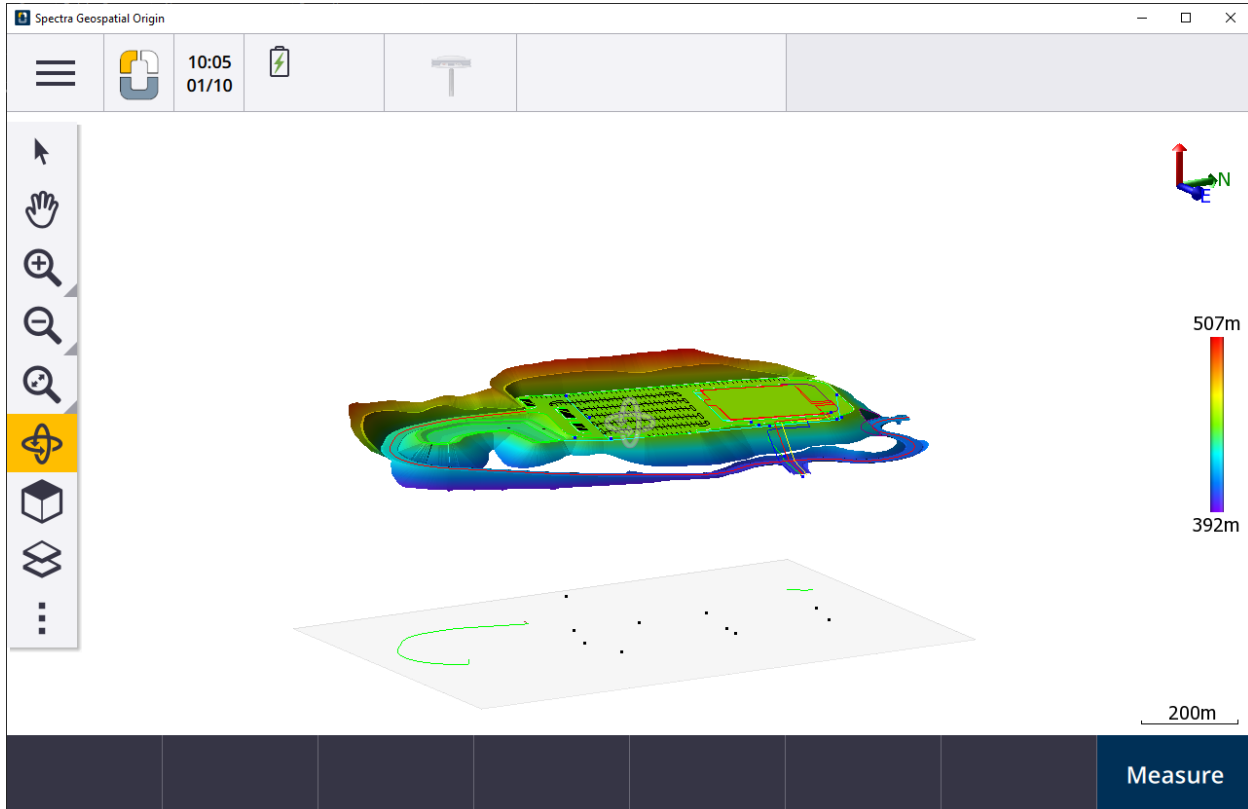 Spectra Geospatial Origin
10:05
01/10
N
E
507m
392m
200m
Measure